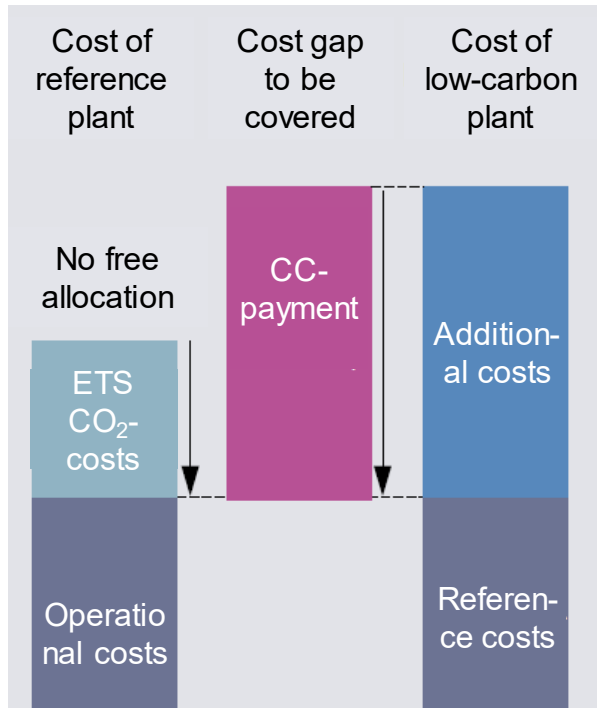 Cost of
reference
plant
Cost gap
to be
covered
Cost of
low-carbon
plant
No free
allocation
ETS
CO₂-
costs
CC-
payment
Addition-
al costs
Operatio
nal costs
Referen-
ce costs